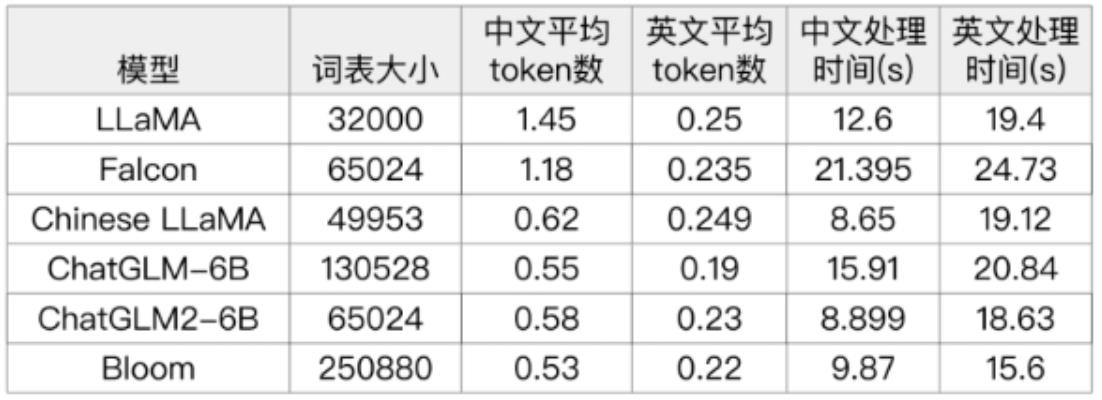 模型 词表大小 中文平均token数 英文平均token数 中文处理时间(s) 英文处理时间(s)
LLaMA 32000 1.45 0.25 12.6 19.4
Falcon 65024 1.18 0.235 21.395 24.73
Chinese LLaMA 49953 0.62 0.249 8.65 19.12
ChatGLM-6B 130528 0.55 0.19 15.91 20.84
ChatGLM2-6B 65024 0.58 0.23 8.899 18.63
Bloom 250880 0.53 0.22 9.87 15.6